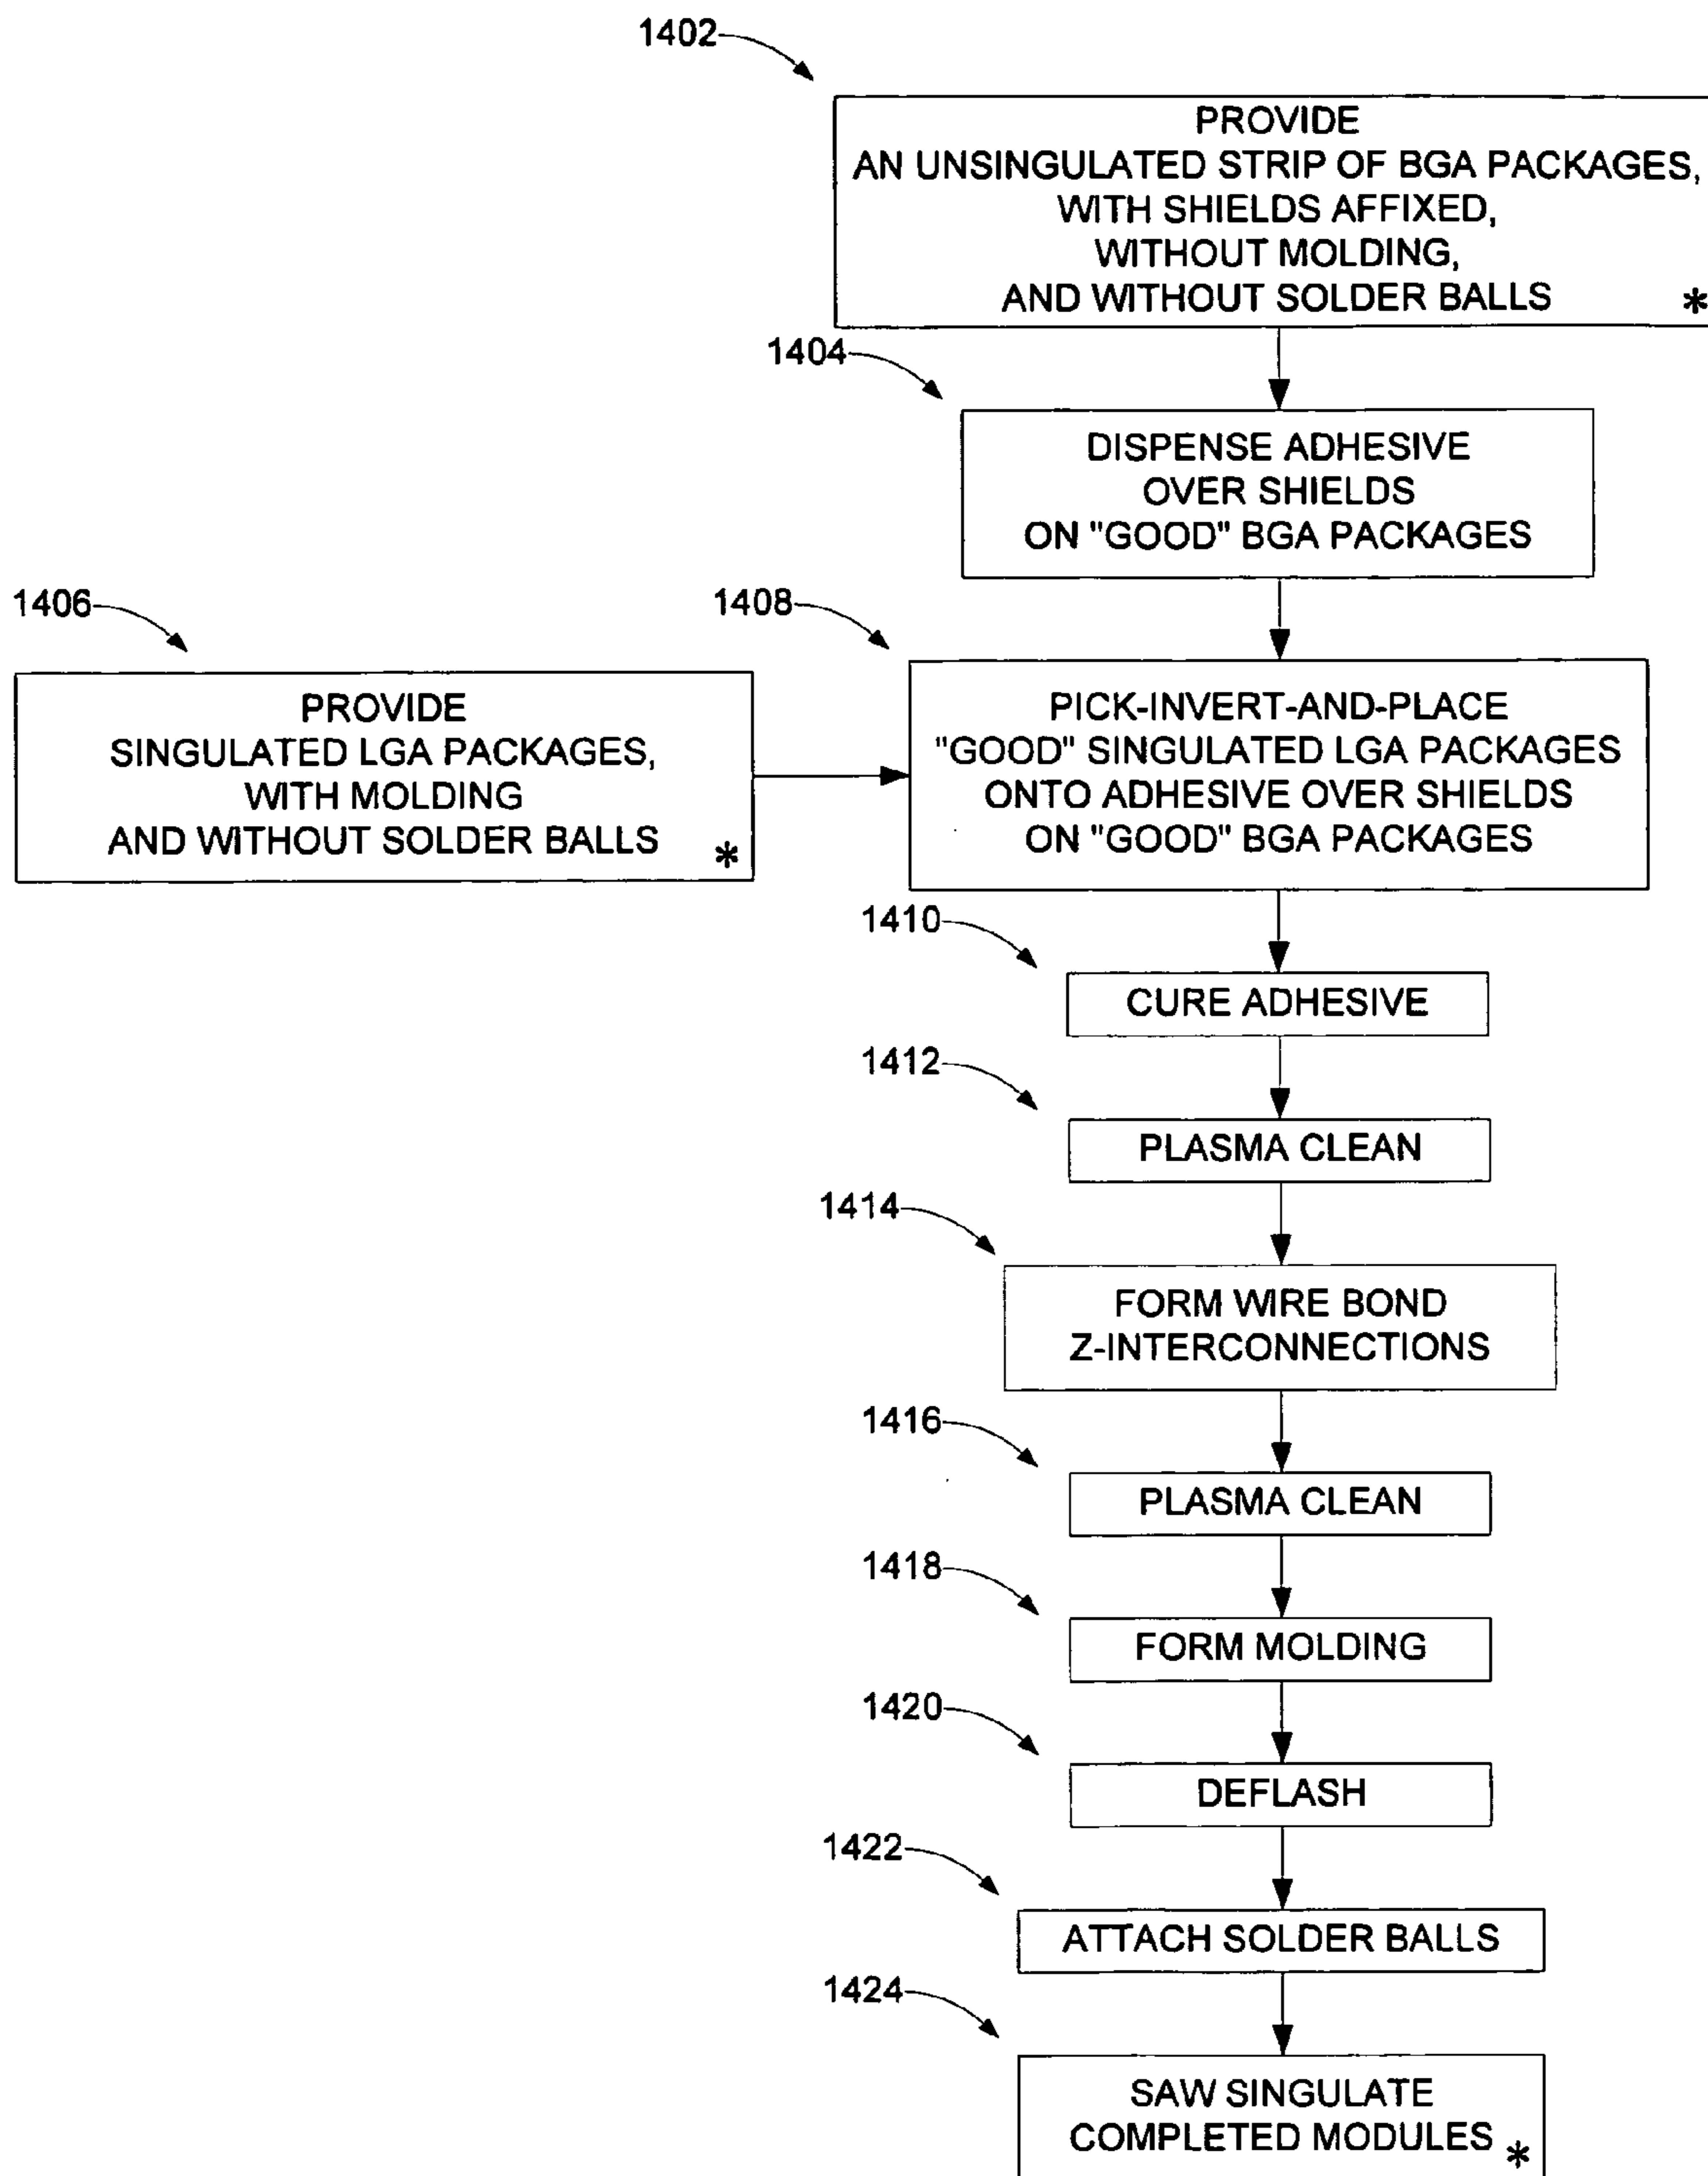 1402
PROVIDE
AN UNSINGULATED STRIP OF BGA PACKAGES,
WITH SHIELDS AFFIXED,
WITHOUT MOLDING,
AND WITHOUT SOLDER BALLS *
1404
DISPENSE ADHESIVE
OVER SHIELDS
ON "GOOD" BGA PACKAGES
1406
PROVIDE
SINGULATED LGA PACKAGES,
WITH MOLDING
AND WITHOUT SOLDER BALLS *
1408
PICK-INVERT-AND-PLACE
"GOOD" SINGULATED LGA PACKAGES
ONTO ADHESIVE OVER SHIELDS
ON "GOOD" BGA PACKAGES
1410
CURE ADHESIVE
1412
PLASMA CLEAN
1414
FORM WIRE BOND
Z-INTERCONNECTIONS
1416
PLASMA CLEAN
1418
FORM MOLDING
1420
DEFLASH
1422
ATTACH SOLDER BALLS
1424
SAW SINGULATE
COMPLETED MODULES *